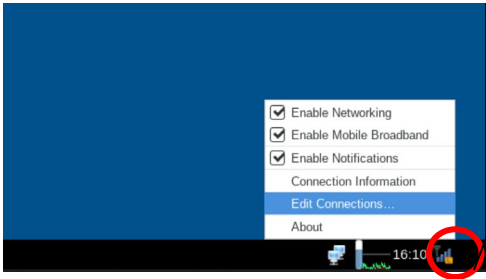 Enable Networking
Enable Mobile Broadband
Enable Notifications
Connection Information
Edit Connections...
About
16:10